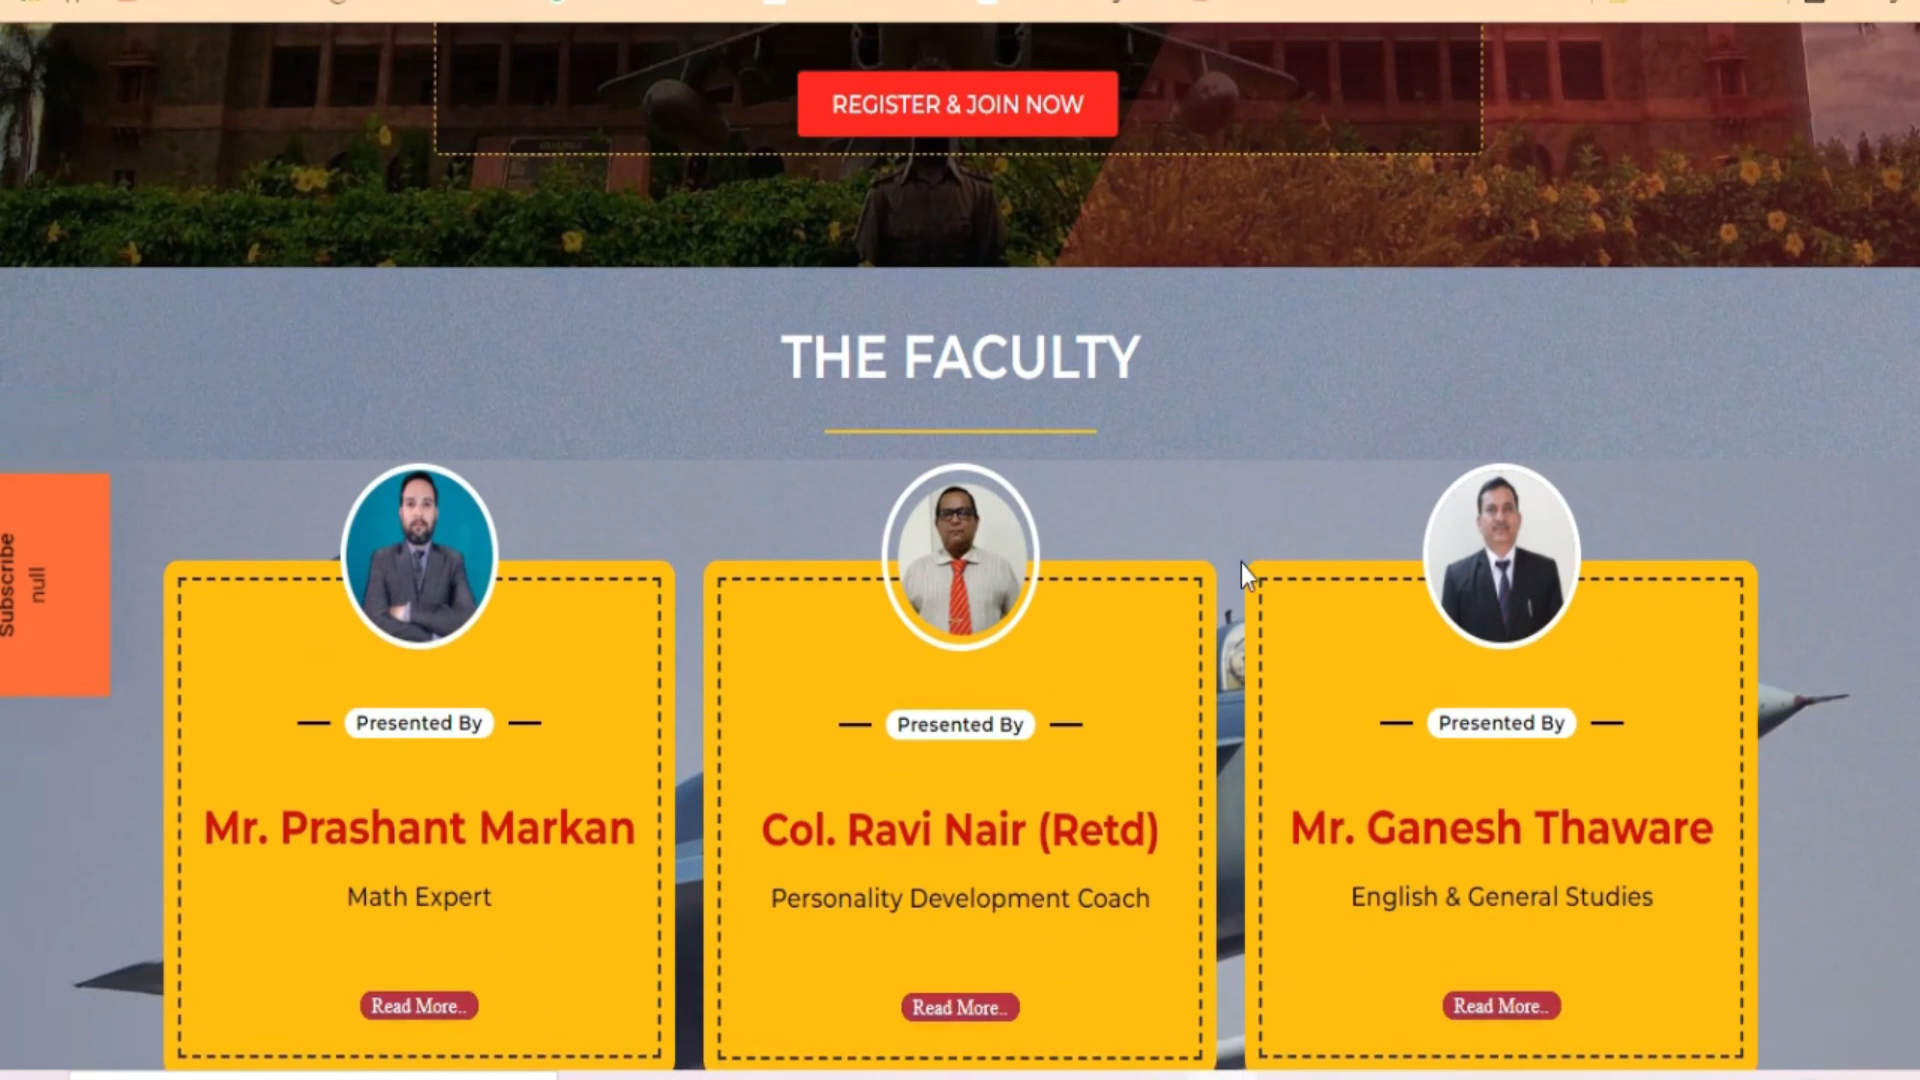 REGISTER & JOIN NOW
THE FACULTY
Subscribe
null
Presented By
Mr. Prashant Markan
Math Expert
Read More..
Presented By
Col. Ravi Nair (Retd)
Personality Development Coach
Read More..
Presented By
Mr. Ganesh Thaware
English & General Studies
Read More..